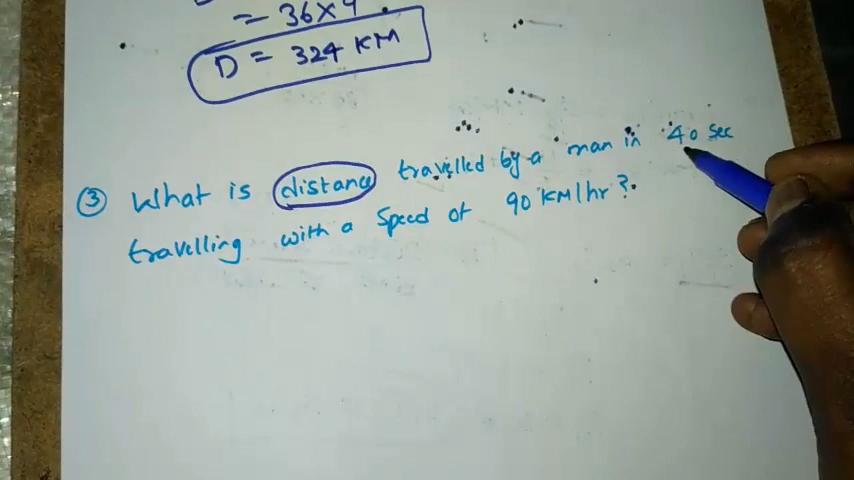 = 36×9
D = 324 KM
③ What is distance travelled by a man in 40 sec
travelling with a speed of 90 KM/hr?